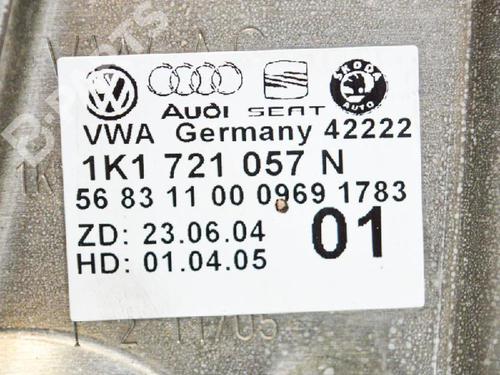 AUDI SEAT SKODA AUTO
VWA Germany 42222
1K1 721 057 N
56 83 11 00 0969 1783
ZD: 23.06.04
HD: 01.04.05
01